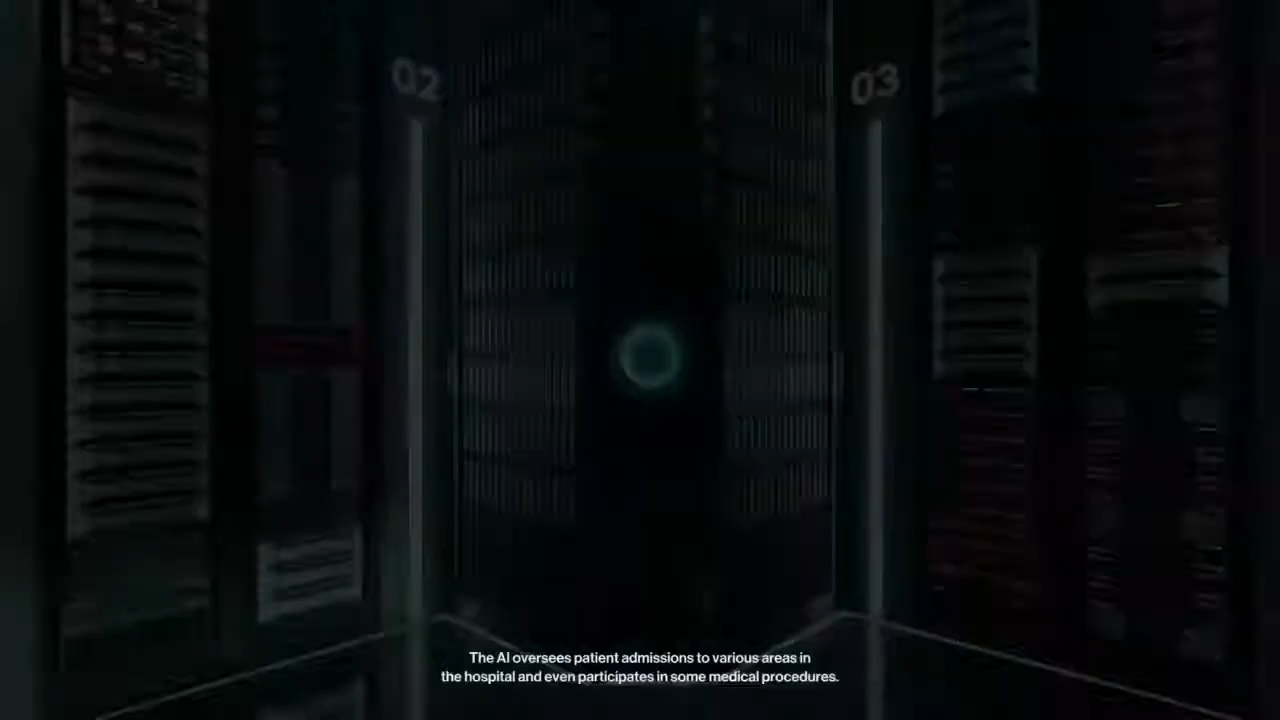 02
03
The AI oversees patient admissions to various areas in
the hospital and even participates in some medical procedures.